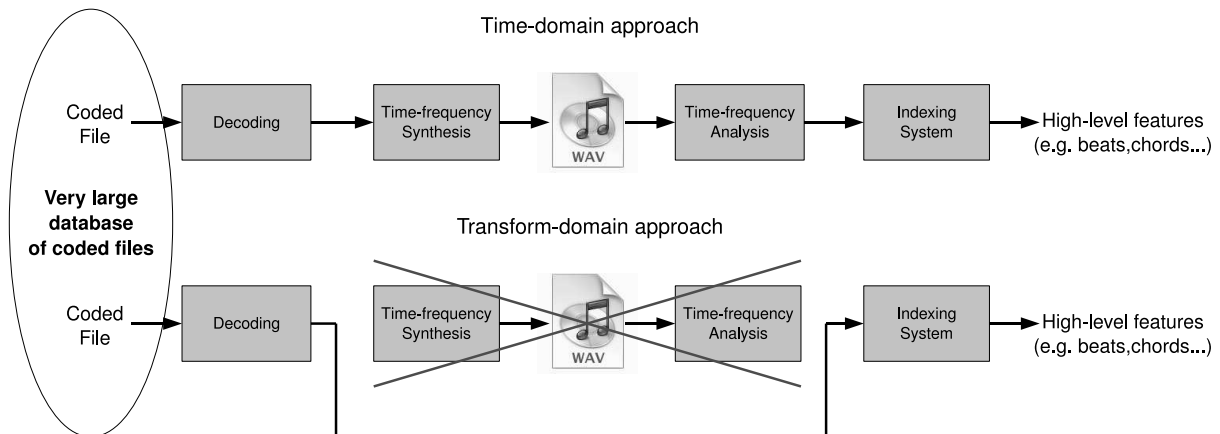 Time-domain approach
Coded
File
Decoding
Time-frequency
Synthesis
WAV
Time-frequency
Analysis
Indexing
System
High-level features
(e.g. beats,chords...)
Very large
database
of coded files
Transform-domain approach
Coded
File
Decoding
Time-frequency
Synthesis
WAV
Time-frequency
Analysis
Indexing
System
High-level features
(e.g. beats,chords...)